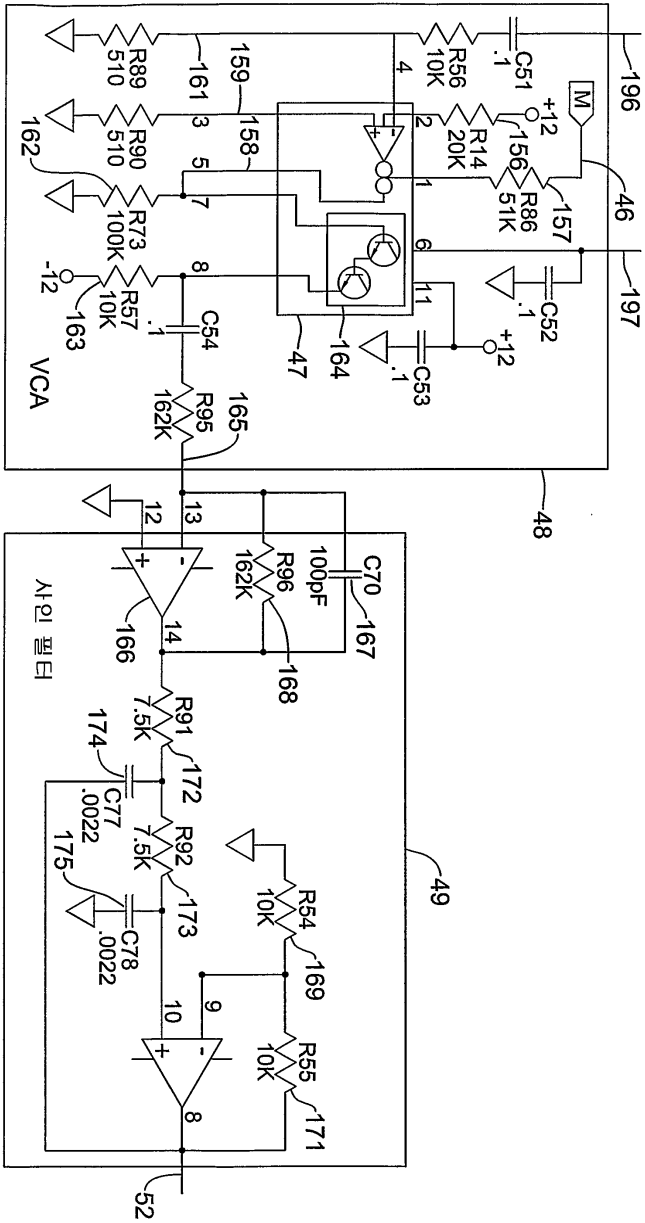 196
C51
.1
R56
10K
4
161
R89
510
M
46
+12
156
R14
20K
2
157
R86
51K
1
159
3
R90
510
158
5
7
162
R73
100K
6
197
C52
.1
11
+12
C53
.1
8
164
47
-12
163
R57
10K
C54
.1
R95
162K
165
VCA
48
13
12
-
+
166
14
R96
162K
168
C70
100pF
167
사인 필터
R91
7.5K
172
174
C77
.0022
R92
7.5K
173
175
C78
.0022
R54
10K
169
49
10
9
+
-
R55
10K
171
8
52
+
-